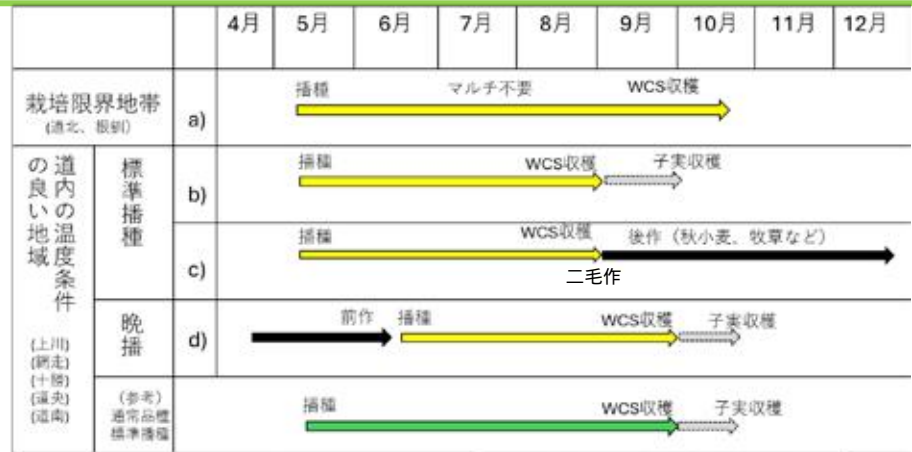 4月 5月 6月 7月 8月 9月 10月 11月 12月
栽培限界地帯
(道北、根釧)
a)
播種 マルチ不要 WCS収穫
道内の温度条件
の良い地域
(上川)
(網走)
(十勝)
(道央)
(道南)
標準播種
b)
播種 WCS収穫 子実収穫
c)
播種 WCS収穫 後作（秋小麦、牧草など）
二毛作
晩播
d)
前作 播種 WCS収穫 子実収穫
（参考）
通常品種
標準播種
播種 WCS収穫 子実収穫